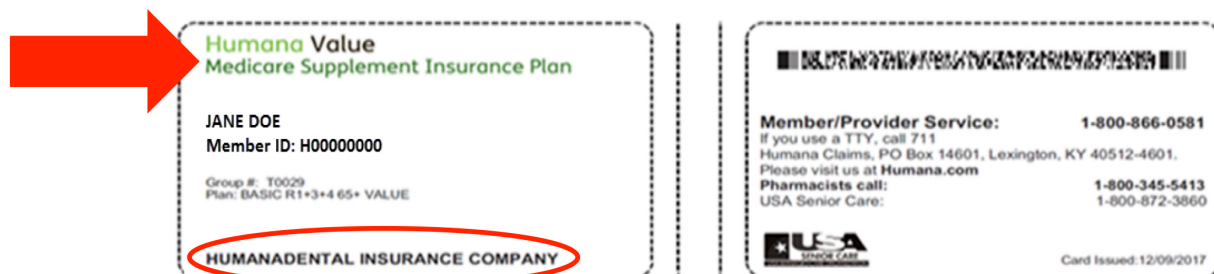 Humana Value
Medicare Supplement Insurance Plan
JANE DOE
Member ID: H00000000
Group #: T0029
Plan: BASIC R1+3+4 65+ VALUE
HUMANADENTAL INSURANCE COMPANY
Member/Provider Service: 1-800-866-0581
If you use a TTY, call 711
Humana Claims, PO Box 14601, Lexington, KY 40512-4601.
Please visit us at Humana.com
Pharmacists call: 1-800-345-5413
USA Senior Care: 1-800-872-3860
USA
SENIOR CARE
Card Issued:12/09/2017